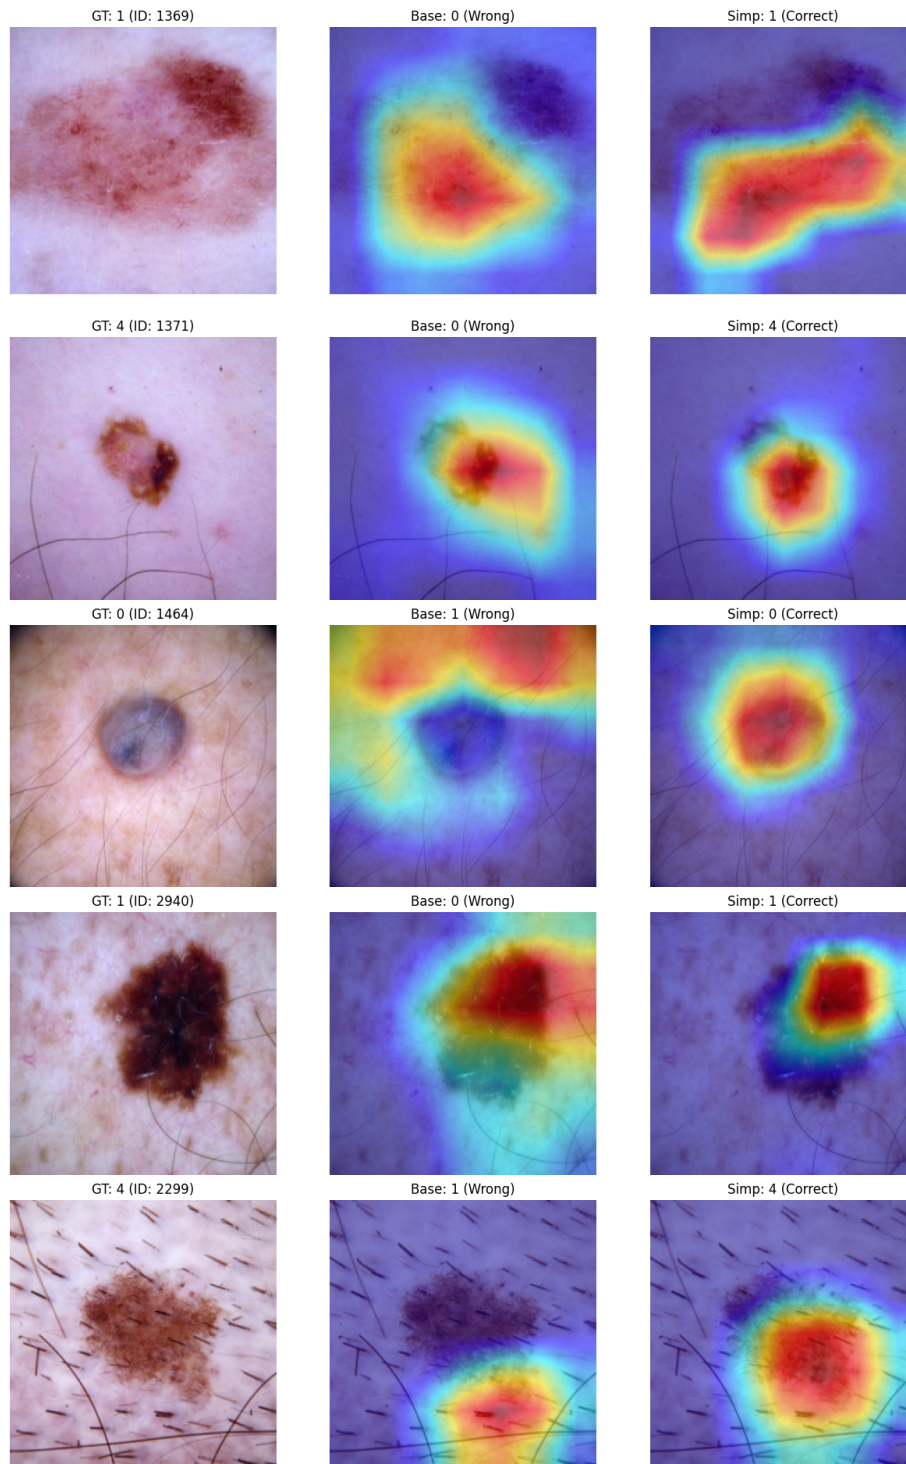 GT: 1 (ID: 1369)
Base: 0 (Wrong)
Simp: 1 (Correct)
GT: 4 (ID: 1371)
Base: 0 (Wrong)
Simp: 4 (Correct)
GT: 0 (ID: 1464)
Base: 1 (Wrong)
Simp: 0 (Correct)
GT: 1 (ID: 2940)
Base: 0 (Wrong)
Simp: 1 (Correct)
GT: 4 (ID: 2299)
Base: 1 (Wrong)
Simp: 4 (Correct)